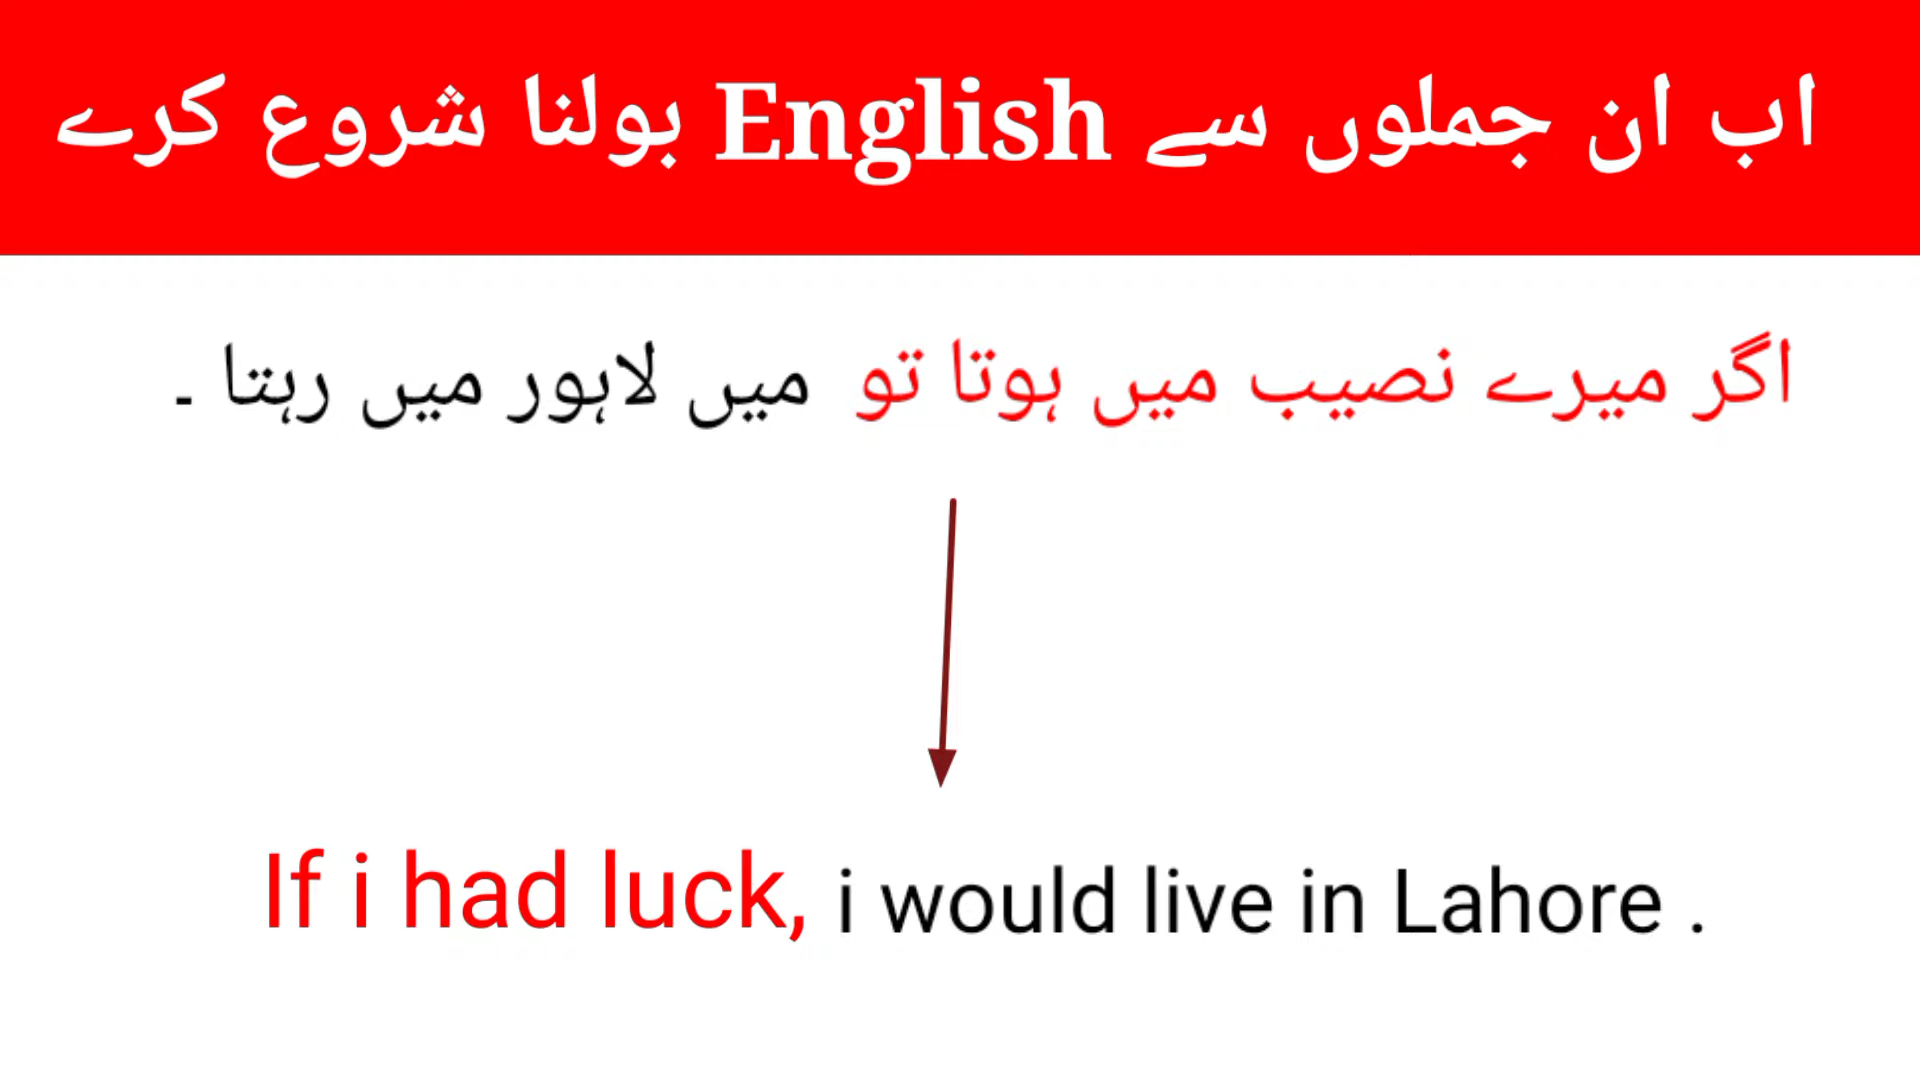 اب ان جملوں سے English بولنا شروع کرے
اگر میرے نصیب میں ہوتا تو میں لاہور میں رہتا ۔
If i had luck, i would live in Lahore .